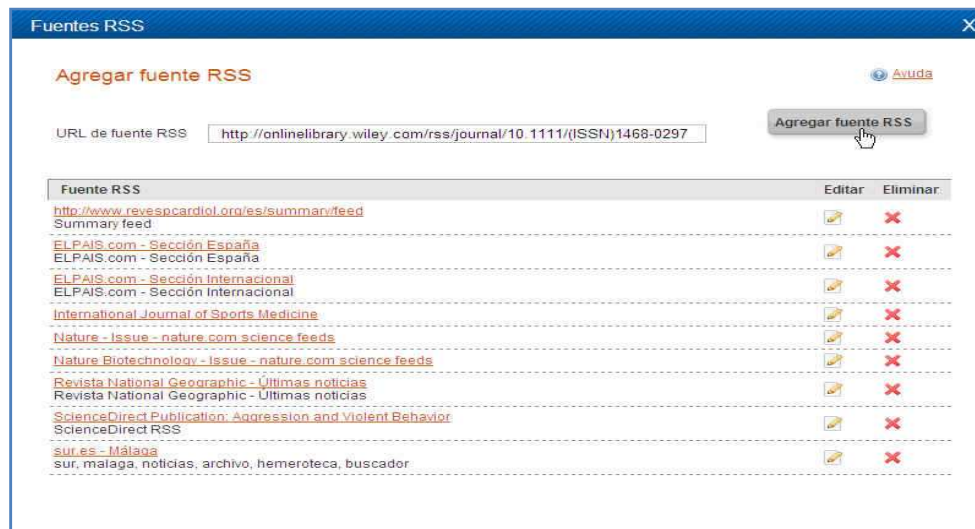 Fuentes RSS X
Agregar fuente RSS Ayuda
URL de fuente RSS http://onlinelibrary.wiley.com/rss/journal/10.1111/(ISSN)1468-0297 Agregar fuente RSS
Fuente RSS Editar Eliminar
http://www.revespcardiol.org/es/summary/feed
Summary feed
ELPAIS.com - Sección España
ELPAIS.com - Sección España
ELPAIS.com - Sección Internacional
ELPAIS.com - Sección Internacional
International Journal of Sports Medicine
Nature - Issue - nature.com science feeds
Nature Biotechnology - Issue - nature.com science feeds
Revista National Geographic - Últimas noticias
Revista National Geographic - Últimas noticias
ScienceDirect Publication: Aggression and Violent Behavior
ScienceDirect RSS
sur.es - Málaga
sur, malaga, noticias, archivo, hemeroteca, buscador